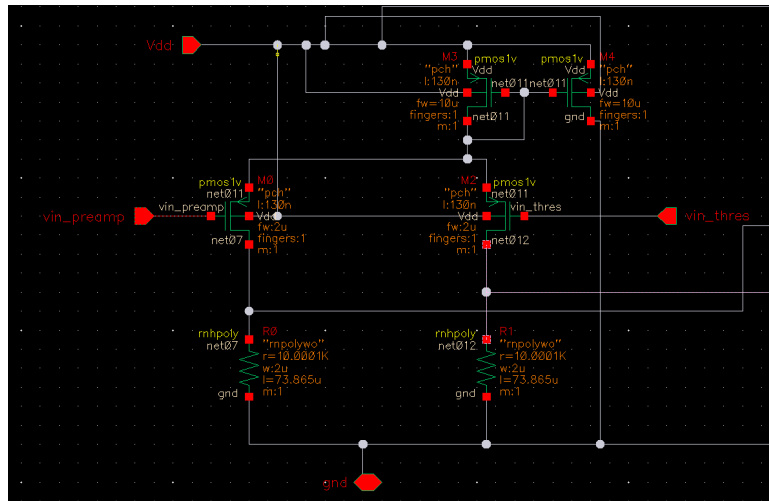 Vdd
M3
pmos1v
Vdd
"pch"
l:130n
Vdd
net011
fw=10u
fingers:1
net011
m:1
M4
pmos1v
Vdd
"pch"
l:130n
net011
Vdd
fw=10u
gnd
fingers:1
m:1
M0
pmos1v
net011
"pch"
l:130n
vin_preamp
vin_preamp
Vdd
fw:2u
fingers:1
net07
m:1
M2
pmos1v
net011
"pch"
l:130n
vin_thres
vin_thres
Vdd
fw:2u
fingers:1
net012
m:1
rnhpoly
R0
net07
"rnpolywo"
r=10.0001K
w:2u
l=73.865u
gnd
m:1
rnhpoly
R1
net012
"rnpolywo"
r=10.0001K
w:2u
l=73.865u
gnd
m:1
gnd